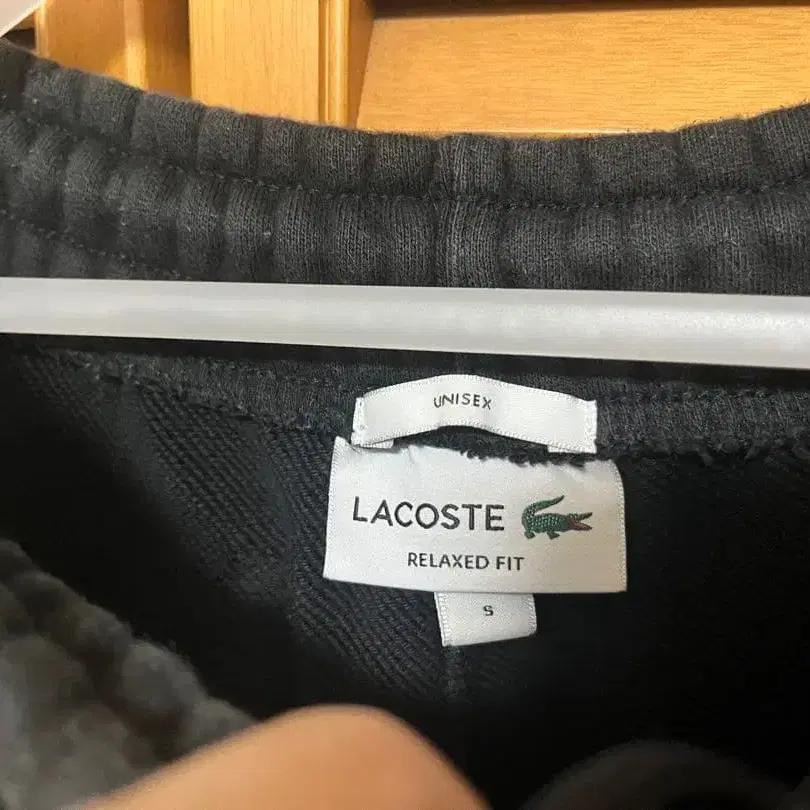 UNISEX
LACOSTE
RELAXED FIT
S